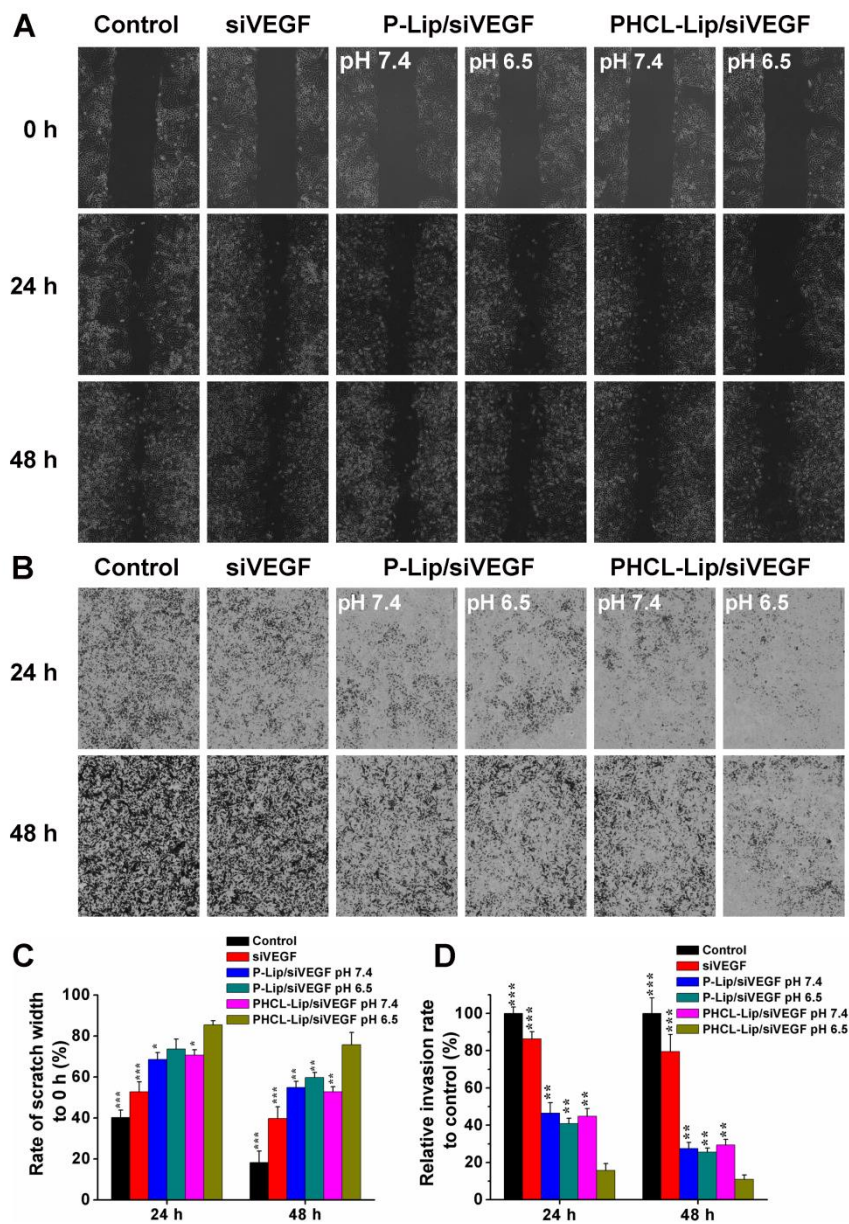 A
Control siVEGF P-Lip/siVEGF PHCL-Lip/siVEGF
pH 7.4 pH 6.5 pH 7.4 pH 6.5
0 h
24 h
48 h
B
Control siVEGF P-Lip/siVEGF PHCL-Lip/siVEGF
pH 7.4 pH 6.5 pH 7.4 pH 6.5
24 h
48 h
C
Control
siVEGF
P-Lip/siVEGF pH 7.4
P-Lip/siVEGF pH 6.5
PHCL-Lip/siVEGF pH 7.4
PHCL-Lip/siVEGF pH 6.5
Rate of scratch width
to 0 h (%)
100
80
60
40
20
0
*** *** * * *** *** ** ** **
24 h 48 h
D
Control
siVEGF
P-Lip/siVEGF pH 7.4
P-Lip/siVEGF pH 6.5
PHCL-Lip/siVEGF pH 7.4
PHCL-Lip/siVEGF pH 6.5
Relative invasion rate
to control (%)
100
80
60
40
20
0
*** *** ** ** ** *** *** ** ** **
24 h 48 h